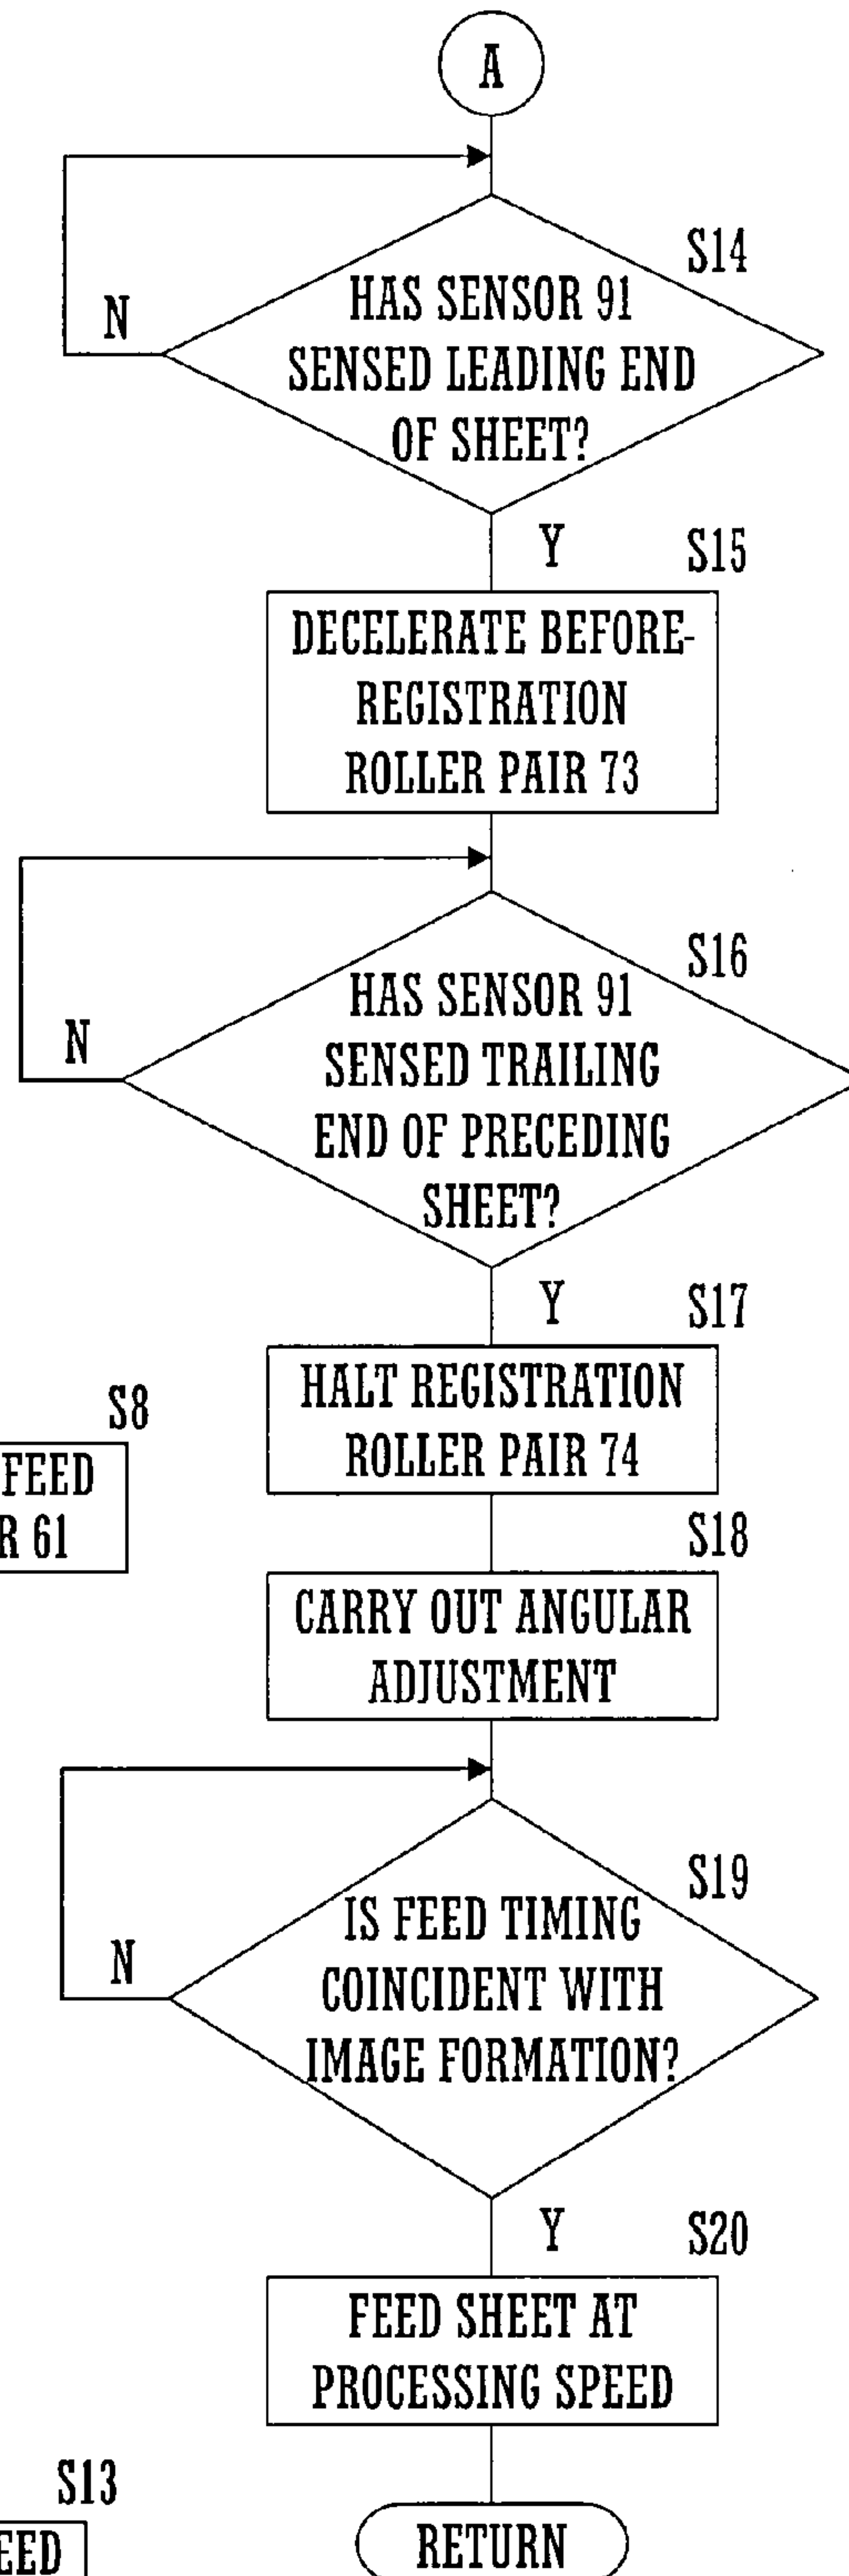 A
S14
N
HAS SENSOR 91
SENSED LEADING END
OF SHEET?
Y
S15
DECELERATE BEFORE-
REGISTRATION
ROLLER PAIR 73
S16
N
HAS SENSOR 91
SENSED TRAILING
END OF PRECEDING
SHEET?
Y
S17
HALT REGISTRATION
ROLLER PAIR 74
S8
FEED
R 61
S18
CARRY OUT ANGULAR
ADJUSTMENT
S19
N
IS FEED TIMING
COINCIDENT WITH
IMAGE FORMATION?
Y
S20
FEED SHEET AT
PROCESSING SPEED
S13
EED
RETURN